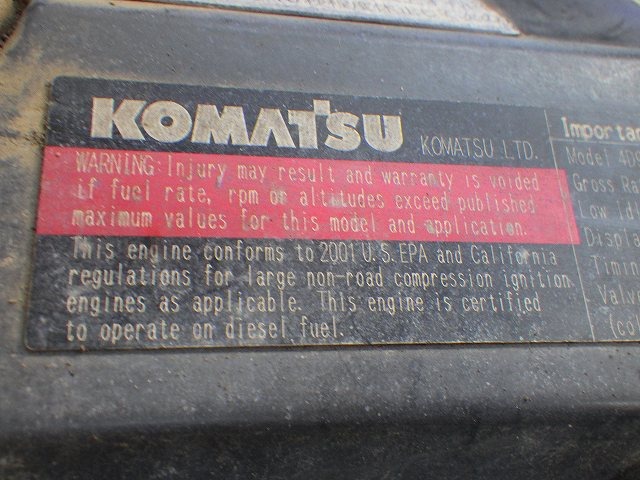 KOMATSU KOMATSU LTD.
WARNING: Injury may result and warranty is voided
if fuel rate, rpm or altitudes exceed published
maximum values for this model and application.
This engine conforms to 2001 U.S. EPA and California
regulations for large non-road compression ignition
engines as applicable. This engine is certified
to operate on diesel fuel.
Importa
Model
Gross Ra
Low id
Displa
Timin
Valv
(col